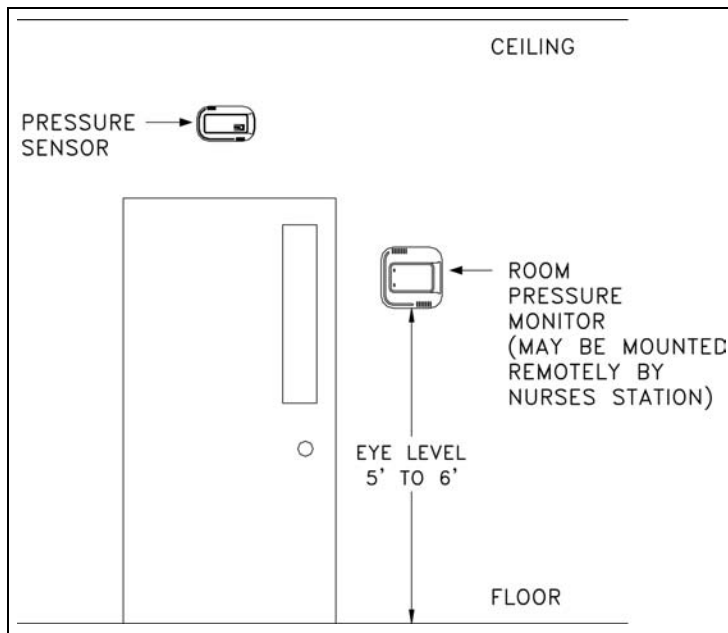 CEILING
PRESSURE
SENSOR
ROOM
PRESSURE
MONITOR
(MAY BE MOUNTED
REMOTELY BY
NURSES STATION)
EYE LEVEL
5' TO 6'
FLOOR